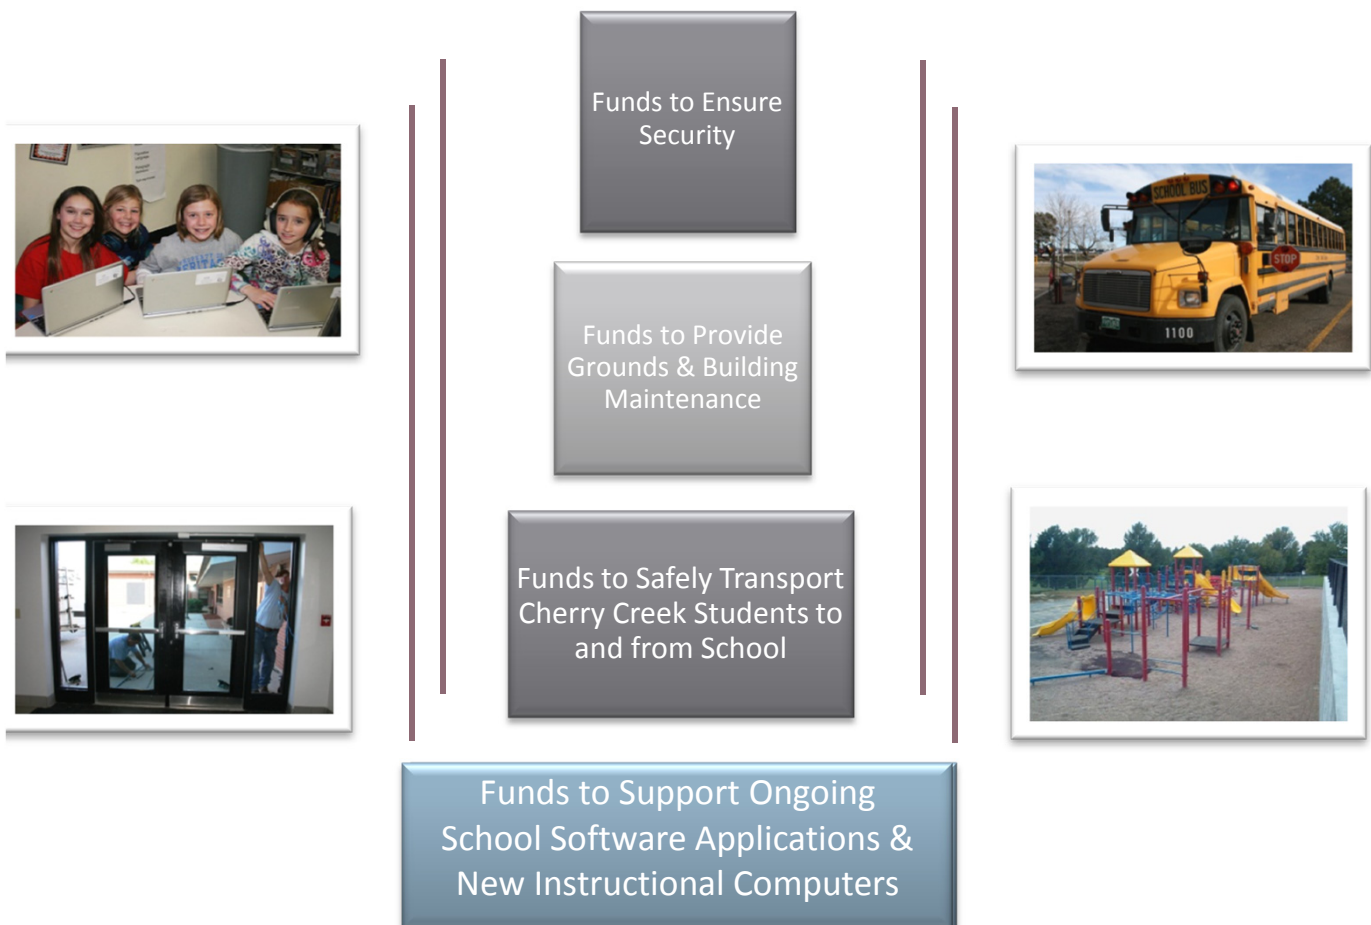 Funds to Ensure
Security
SCHOOL BUS
STOP
1100
Funds to Provide
Grounds & Building
Maintenance
Funds to Safely Transport
Cherry Creek Students to
and from School
Funds to Support Ongoing
School Software Applications &
New Instructional Computers